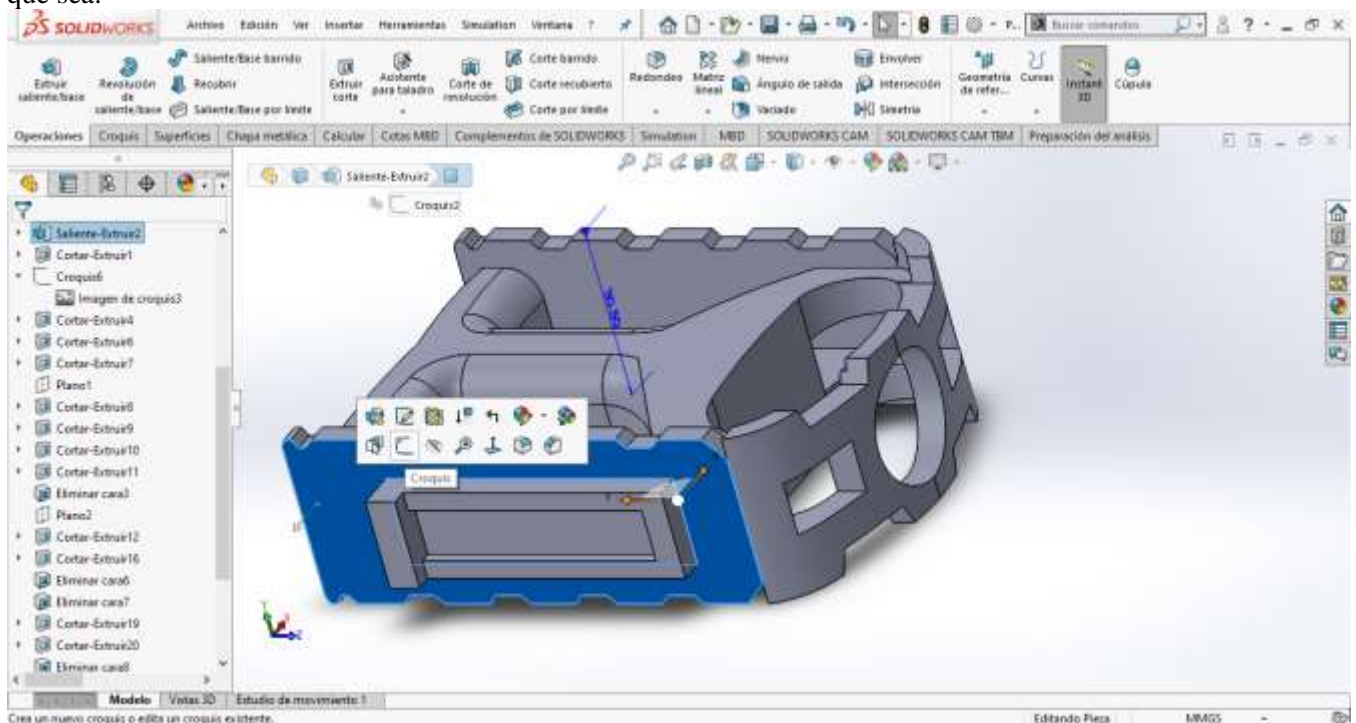 que sea.
SOLIDWORKS Archivo Edición Ver Insertar Herramientas Simulation Ventana ?
Buscar comandos
Extruir saliente/base
Revolución de saliente/base
Saliente/Base barrido
Recubrir
Saliente/Base por límite
Extruir corte
Asistente para taladro
Corte de revolución
Corte barrido
Corte recubierto
Corte por límite
Redondeo
Matriz lineal
Nervio
Ángulo de salida
Vaciado
Envolver
Intersección
Simetría
Geometría de refer...
Curvas
Instant 3D
Cúpula
Operaciones Croquis Superficies Chapa metálica Calcular Cotas MBD Complementos de SOLIDWORKS Simulation MBD SOLIDWORKS CAM SOLIDWORKS CAM TBM Preparación del análisis
Saliente-Extruir2
Croquis2
Saliente-Extruir2
Cortar-Extruir1
Croquis6
Imagen de croquis3
Cortar-Extruir4
Cortar-Extruir6
Cortar-Extruir7
Plano1
Cortar-Extruir8
Cortar-Extruir9
Cortar-Extruir10
Cortar-Extruir11
Eliminar cara3
Plano2
Cortar-Extruir12
Cortar-Extruir16
Eliminar cara6
Eliminar cara7
Cortar-Extruir19
Cortar-Extruir20
Eliminar cara8
Croquis
Modelo Vistas 3D Estudio de movimiento 1
Crea un nuevo croquis o edita un croquis existente.
Editando Pieza MMGS